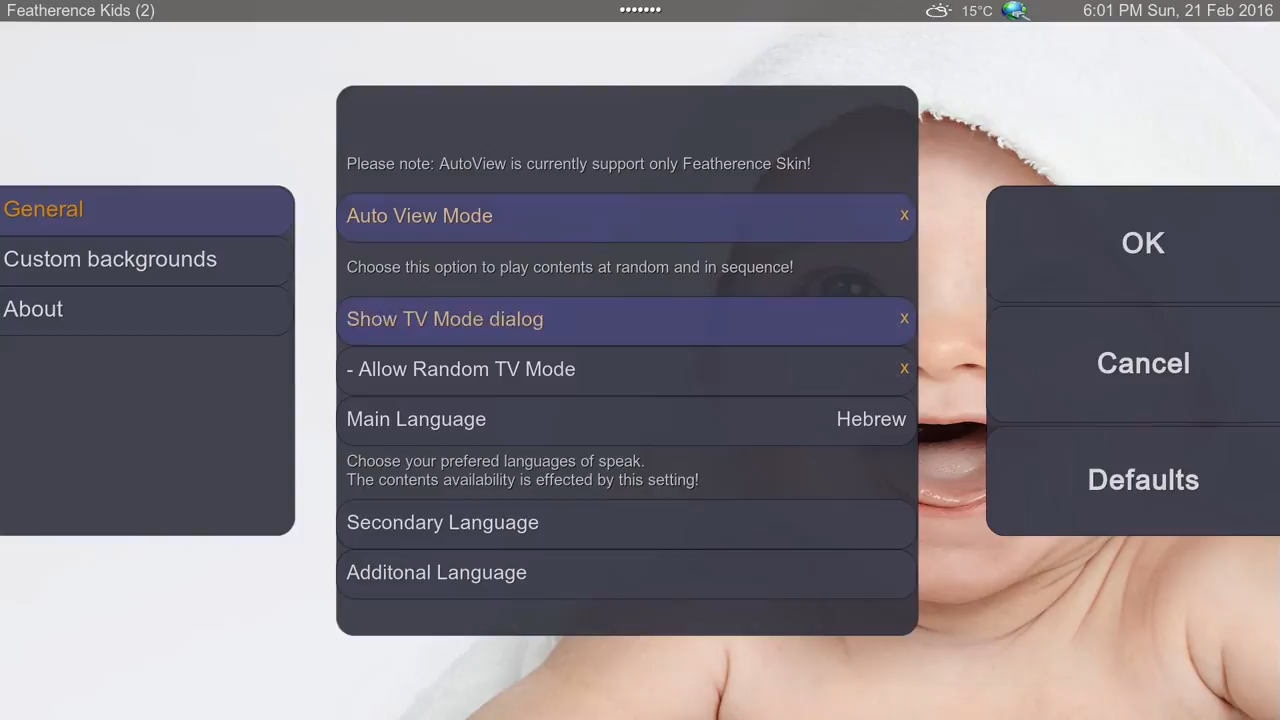 Featherence Kids (2)
15°C
6:01 PM Sun, 21 Feb 2016
General
Custom backgrounds
About
Please note: AutoView is currently support only Featherence Skin!
Auto View Mode x
Choose this option to play contents at random and in sequence!
Show TV Mode dialog x
- Allow Random TV Mode x
Main Language Hebrew
Choose your prefered languages of speak.
The contents availability is effected by this setting!
Secondary Language
Additonal Language
OK
Cancel
Defaults